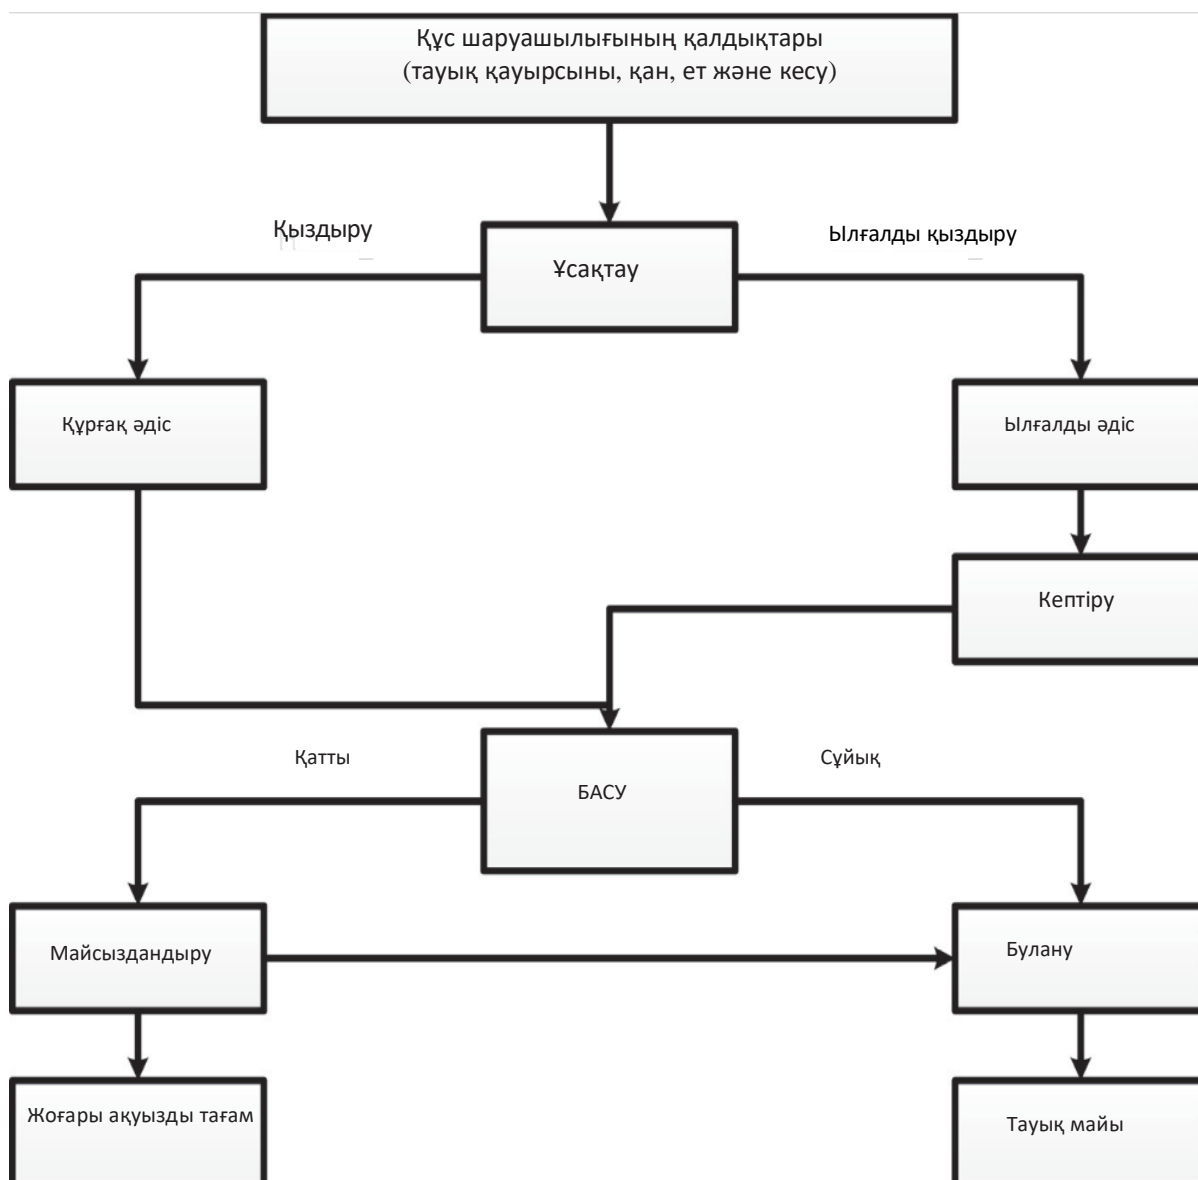 Құс шаруашылығының қалдықтары
(тауық қауырсыны, қан, ет және кесу)
Қыздыру
Ылғалды қыздыру
Ұсақтау
Құрғақ әдіс
Ылғалды әдіс
Кептіру
Қатты
Сұйық
БАСУ
Майсыздандыру
Булану
Жоғары ақуызды тағам
Тауық майы